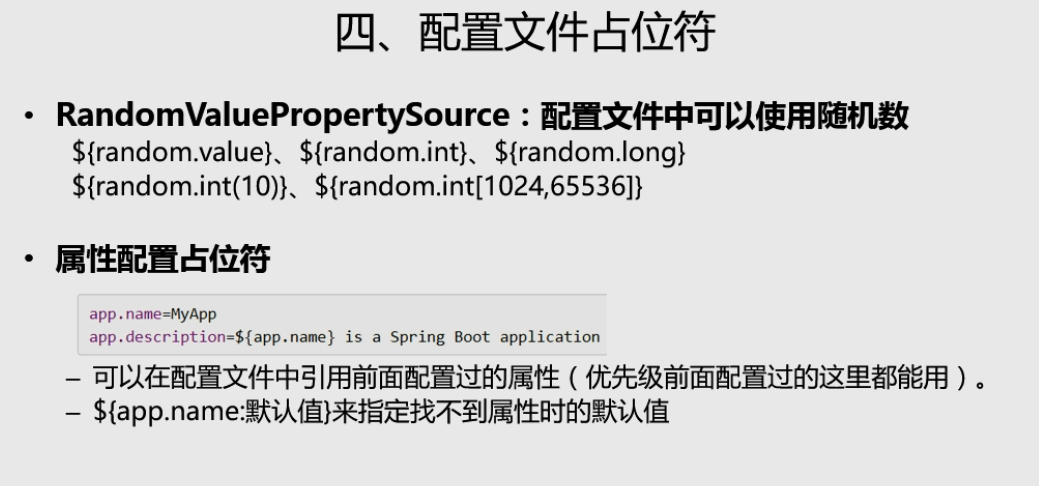 四、配置文件占位符
• RandomValuePropertySource：配置文件中可以使用随机数
${random.value}、${random.int}、${random.long}
${random.int(10)}、${random.int[1024,65536]}
• 属性配置占位符
app.name=MyApp
app.description=${app.name} is a Spring Boot application
– 可以在配置文件中引用前面配置过的属性（优先级前面配置过的这里都能用）。
– ${app.name:默认值}来指定找不到属性时的默认值